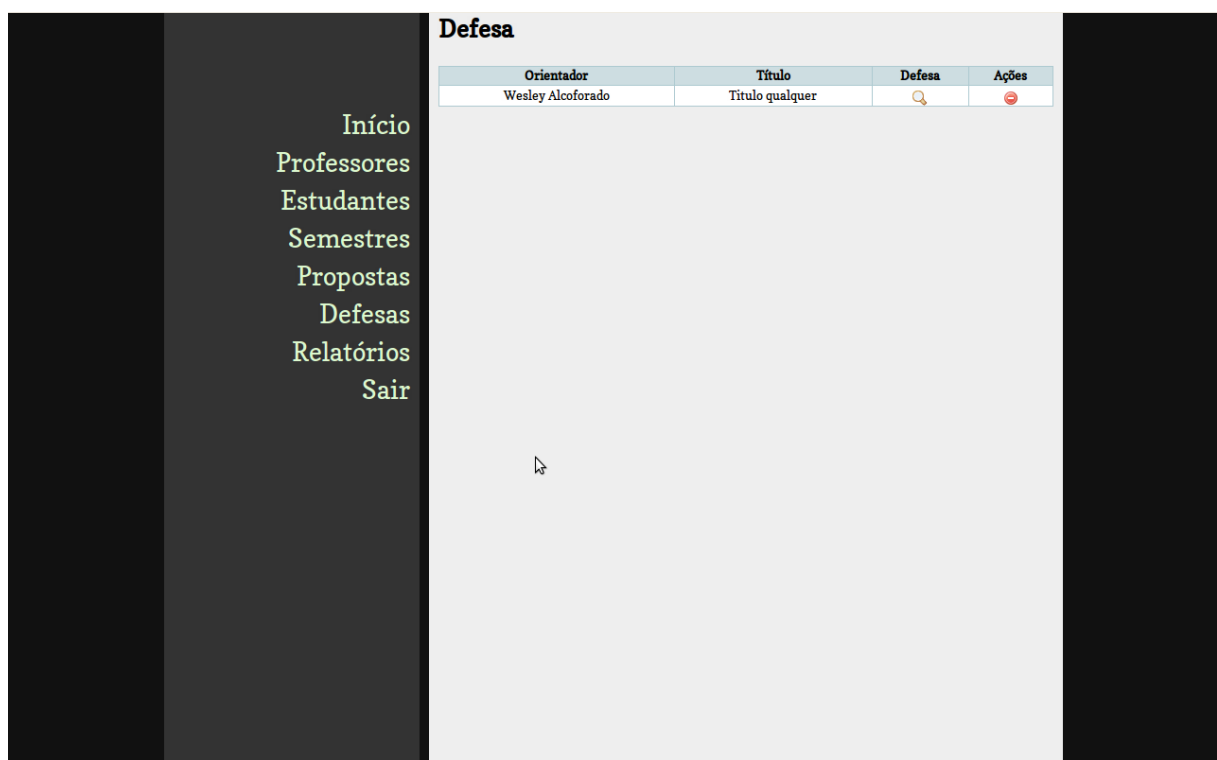 Defesa
Orientador Título Defesa Ações
Wesley Alcoforado Titulo qualquer
Início
Professores
Estudantes
Semestres
Propostas
Defesas
Relatórios
Sair